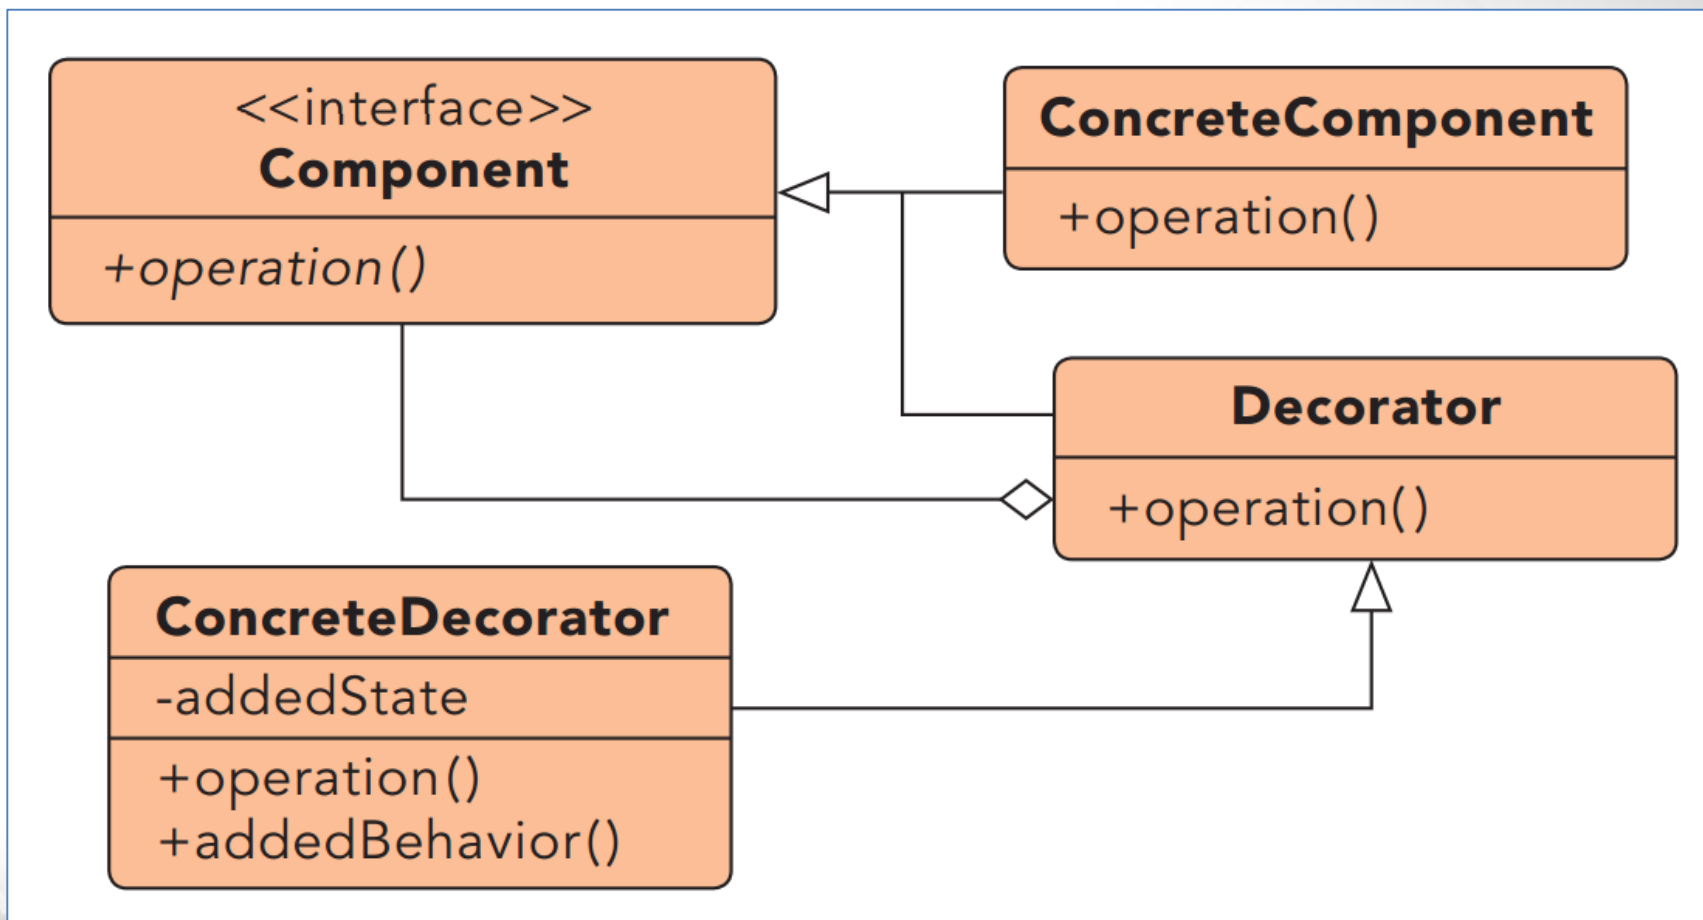 <<interface>>
Component
+operation()
ConcreteComponent
+operation()
Decorator
+operation()
ConcreteDecorator
-addedState
+operation()
+addedBehavior()